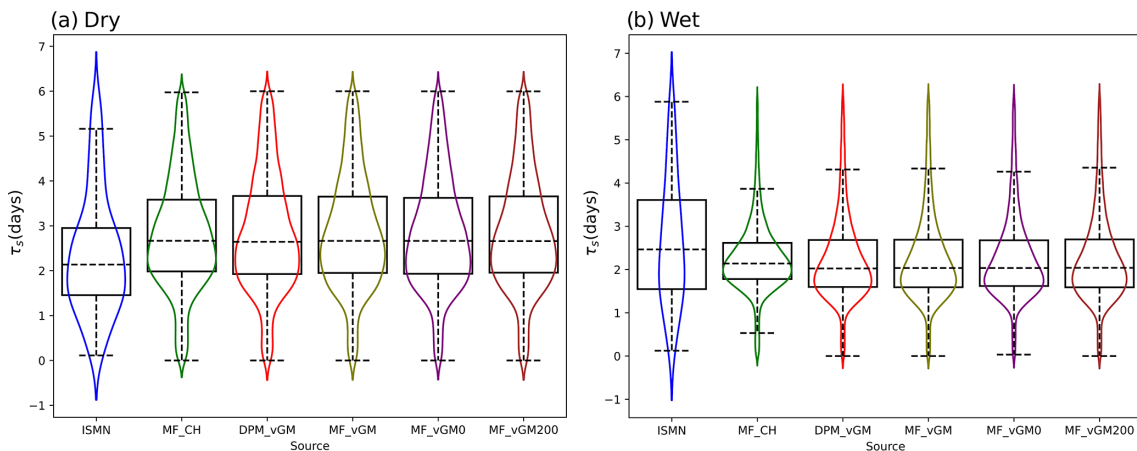 (a) Dry
7
6
5
4
3
2
1
0
−1
τs(days)
ISMN MF_CH DPM_vGM MF_vGM MF_vGM0 MF_vGM200
Source
(b) Wet
7
6
5
4
3
2
1
0
−1
τs(days)
ISMN MF_CH DPM_vGM MF_vGM MF_vGM0 MF_vGM200
Source